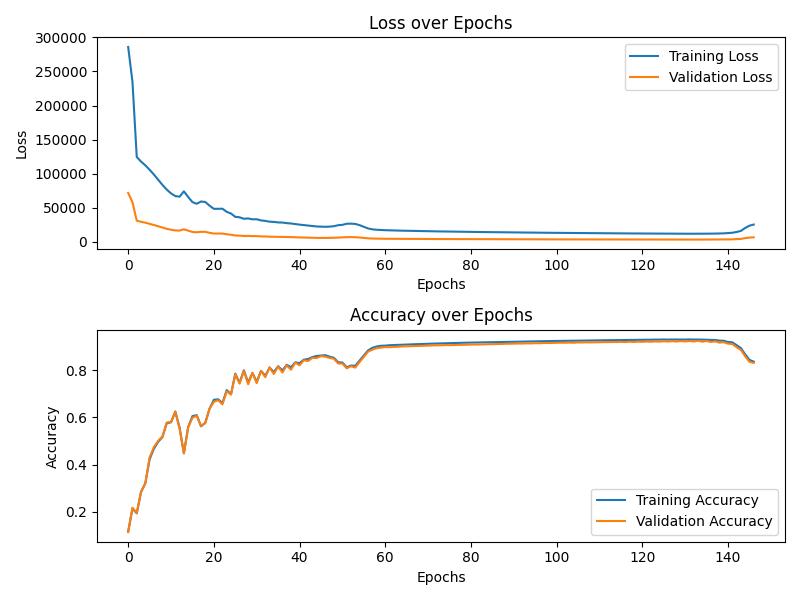 Loss over Epochs
300000
250000
200000
150000
100000
50000
0
Loss
Training Loss
Validation Loss
0 20 40 60 80 100 120 140
Epochs
Accuracy over Epochs
0.8
0.6
0.4
0.2
Accuracy
Training Accuracy
Validation Accuracy
0 20 40 60 80 100 120 140
Epochs